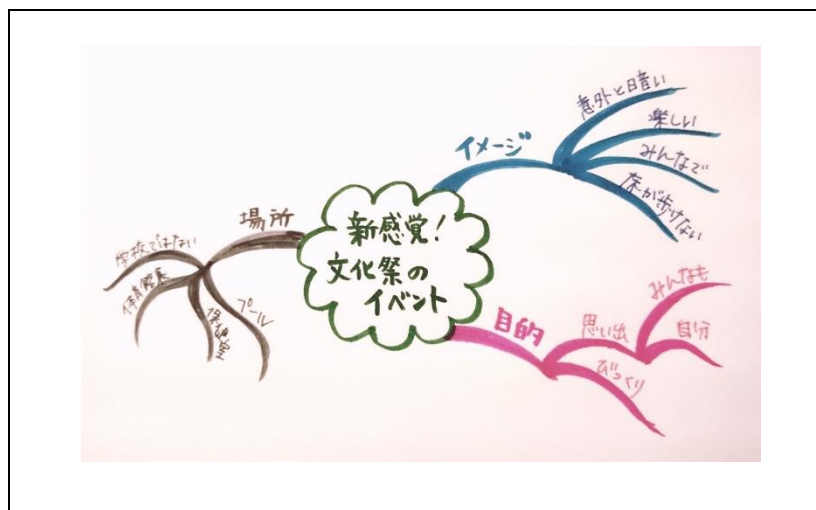 新感覚!
文化祭の
イベント
イメージ
意外と暗い
楽しい
みんなで
床が歩けない
目的
思い出
みんなも
自分
びっくり
場所
学校ではない
体育館裏
保健室
プール